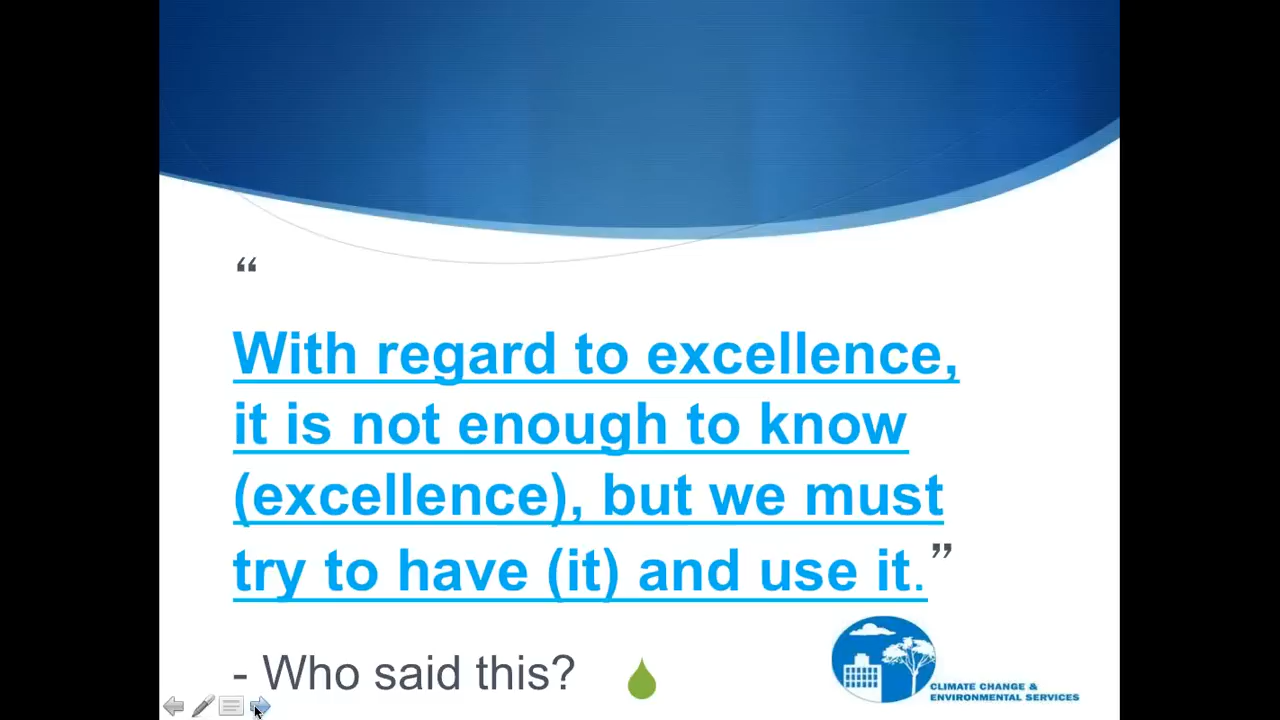 “
With regard to excellence,
it is not enough to know
(excellence), but we must
try to have (it) and use it.”
- Who said this?
CLIMATE CHANGE &
ENVIRONMENTAL SERVICES